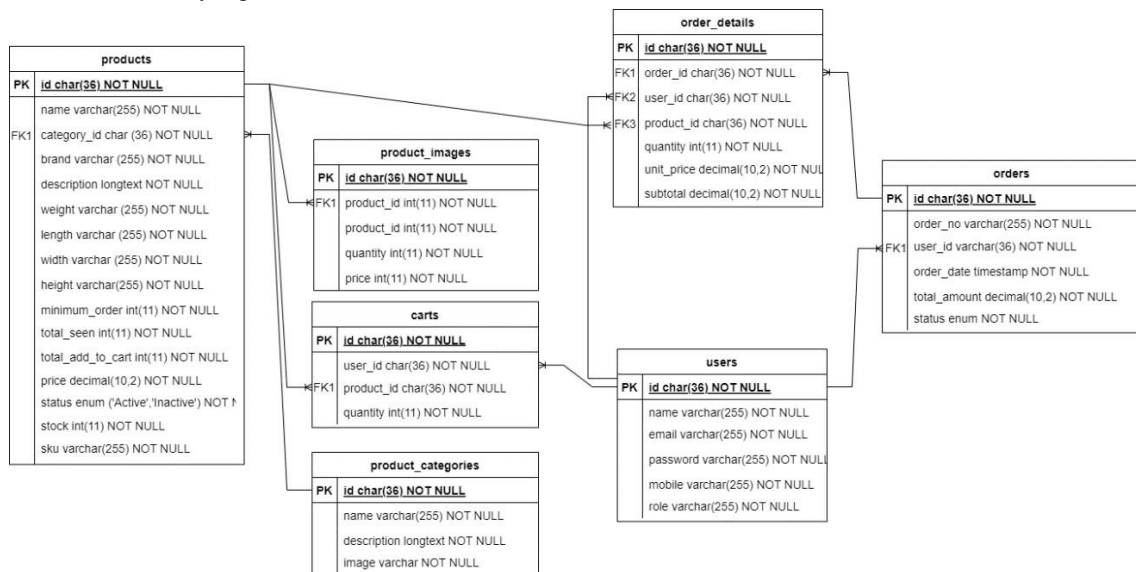 products
PK id char(36) NOT NULL
name varchar(255) NOT NULL
FK1 category_id char (36) NOT NULL
brand varchar (255) NOT NULL
description longtext NOT NULL
weight varchar (255) NOT NULL
length varchar (255) NOT NULL
width varchar (255) NOT NULL
height varchar(255) NOT NULL
minimum_order int(11) NOT NULL
total_seen int(11) NOT NULL
total_add_to_cart int(11) NOT NULL
price decimal(10,2) NOT NULL
status enum ('Active','Inactive') NOT
stock int(11) NOT NULL
sku varchar(255) NOT NULL
product_images
PK id char(36) NOT NULL
FK1 product_id int(11) NOT NULL
product_id int(11) NOT NULL
quantity int(11) NOT NULL
price int(11) NOT NULL
carts
PK id char(36) NOT NULL
user_id char(36) NOT NULL
FK1 product_id char(36) NOT NULL
quantity int(11) NOT NULL
product_categories
PK id char(36) NOT NULL
name varchar(255) NOT NULL
description longtext NOT NULL
image varchar NOT NULL
order_details
PK id char(36) NOT NULL
FK1 order_id char(36) NOT NULL
FK2 user_id char(36) NOT NULL
FK3 product_id char(36) NOT NULL
quantity int(11) NOT NULL
unit_price decimal(10,2) NOT NUL
subtotal decimal(10,2) NOT NULL
users
PK id char(36) NOT NULL
name varchar(255) NOT NULL
email varchar(255) NOT NULL
password varchar(255) NOT NULL
mobile varchar(255) NOT NULL
role varchar(255) NOT NULL
orders
PK id char(36) NOT NULL
order_no varchar(255) NOT NULL
FK1 user_id varchar(36) NOT NULL
order_date timestamp NOT NULL
total_amount decimal(10,2) NOT NULL
status enum NOT NULL